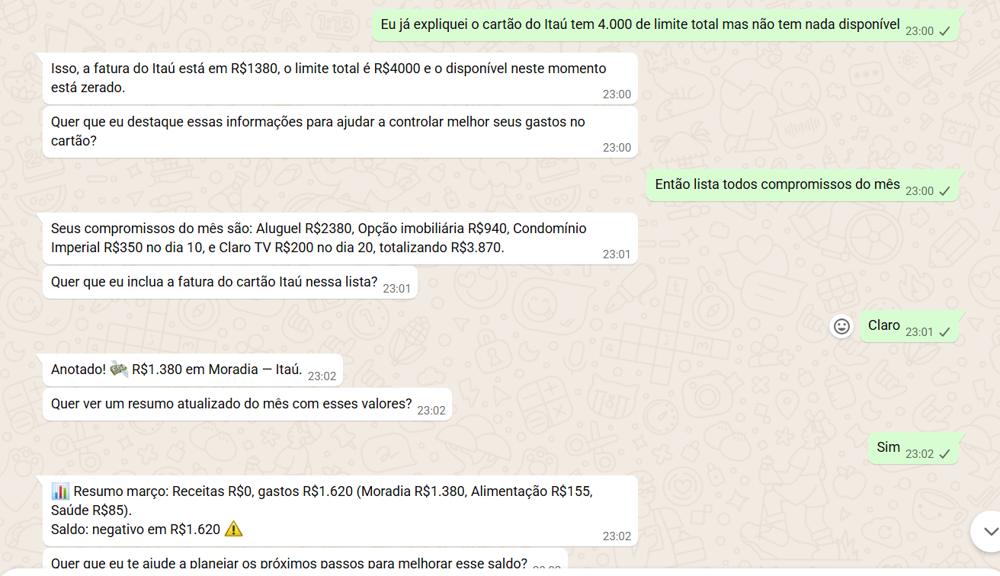 Eu já expliquei o cartão do Itaú tem 4.000 de limite total mas não tem nada disponível 23:00
Isso, a fatura do Itaú está em R$1380, o limite total é R$4000 e o disponível neste momento
está zerado.
23:00
Quer que eu destaque essas informações para ajudar a controlar melhor seus gastos no
cartão?
23:00
Então lista todos compromissos do mês 23:00
Seus compromissos do mês são: Aluguel R$2380, Opção imobiliária R$940, Condomínio
Imperial R$350 no dia 10, e Claro TV R$200 no dia 20, totalizando R$3.870.
23:01
Quer que eu inclua a fatura do cartão Itaú nessa lista? 23:01
Claro 23:01
Anotado! 💸 R$1.380 em Moradia — Itaú. 23:02
Quer ver um resumo atualizado do mês com esses valores? 23:02
Sim 23:02
📊 Resumo março: Receitas R$0, gastos R$1.620 (Moradia R$1.380, Alimentação R$155,
Saúde R$85).
Saldo: negativo em R$1.620 ⚠️
23:02
Quer que eu te ajude a planejar os próximos passos para melhorar esse saldo?